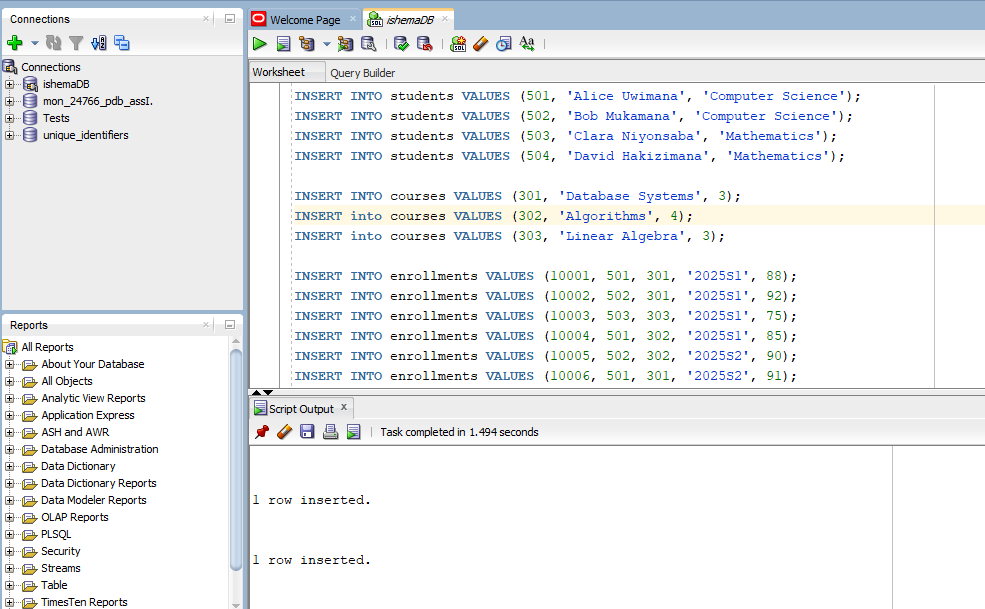 Connections
Connections
ishemaDB
mon_24766_pdb_assI.
Tests
unique_identifiers
Reports
All Reports
About Your Database
All Objects
Analytic View Reports
Application Express
ASH and AWR
Database Administration
Data Dictionary
Data Dictionary Reports
Data Modeler Reports
OLAP Reports
PLSQL
Security
Streams
Table
TimesTen Reports
Welcome Page
ishemaDB
Worksheet
Query Builder
INSERT INTO students VALUES (501, 'Alice Uwimana', 'Computer Science');
INSERT INTO students VALUES (502, 'Bob Mukamana', 'Computer Science');
INSERT INTO students VALUES (503, 'Clara Niyonsaba', 'Mathematics');
INSERT INTO students VALUES (504, 'David Hakizimana', 'Mathematics');
INSERT INTO courses VALUES (301, 'Database Systems', 3);
INSERT into courses VALUES (302, 'Algorithms', 4);
INSERT into courses VALUES (303, 'Linear Algebra', 3);
INSERT INTO enrollments VALUES (10001, 501, 301, '2025S1', 88);
INSERT INTO enrollments VALUES (10002, 502, 301, '2025S1', 92);
INSERT INTO enrollments VALUES (10003, 503, 303, '2025S1', 75);
INSERT INTO enrollments VALUES (10004, 501, 302, '2025S1', 85);
INSERT INTO enrollments VALUES (10005, 502, 302, '2025S2', 90);
INSERT INTO enrollments VALUES (10006, 501, 301, '2025S2', 91);
Script Output
Task completed in 1.494 seconds
1 row inserted.
1 row inserted.